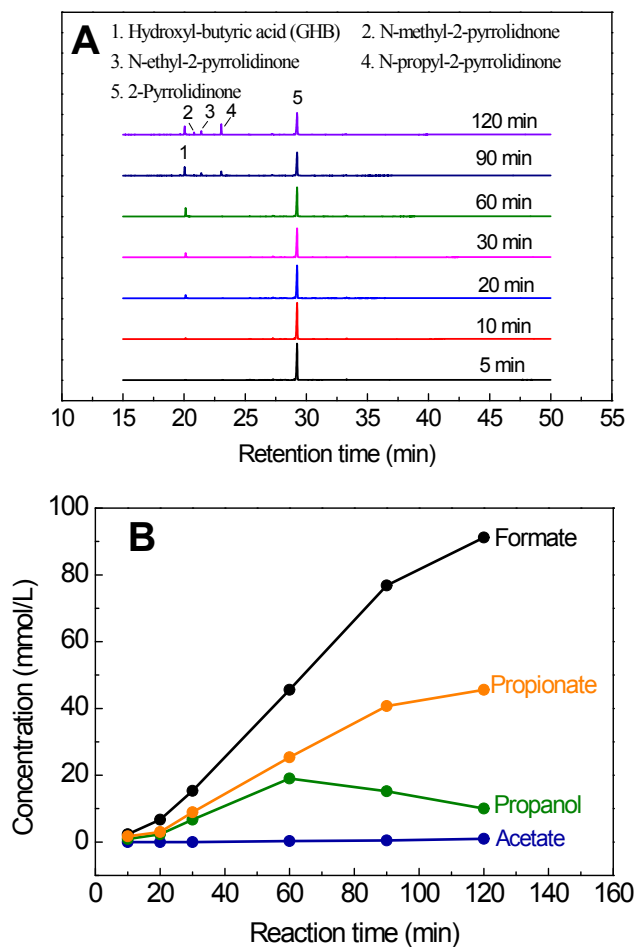 A
1. Hydroxyl-butyric acid (GHB) 2. N-methyl-2-pyrrolidnone
3. N-ethyl-2-pyrrolidinone 4. N-propyl-2-pyrrolidinone
5. 2-Pyrrolidinone
2 3 4 5
1
120 min
90 min
60 min
30 min
20 min
10 min
5 min
10 15 20 25 30 35 40 45 50 55
Retention time (min)
B
100
80
60
40
20
0
Formate
Propionate
Propanol
Acetate
0 20 40 60 80 100 120 140 160
Concentration (mmol/L)
Reaction time (min)